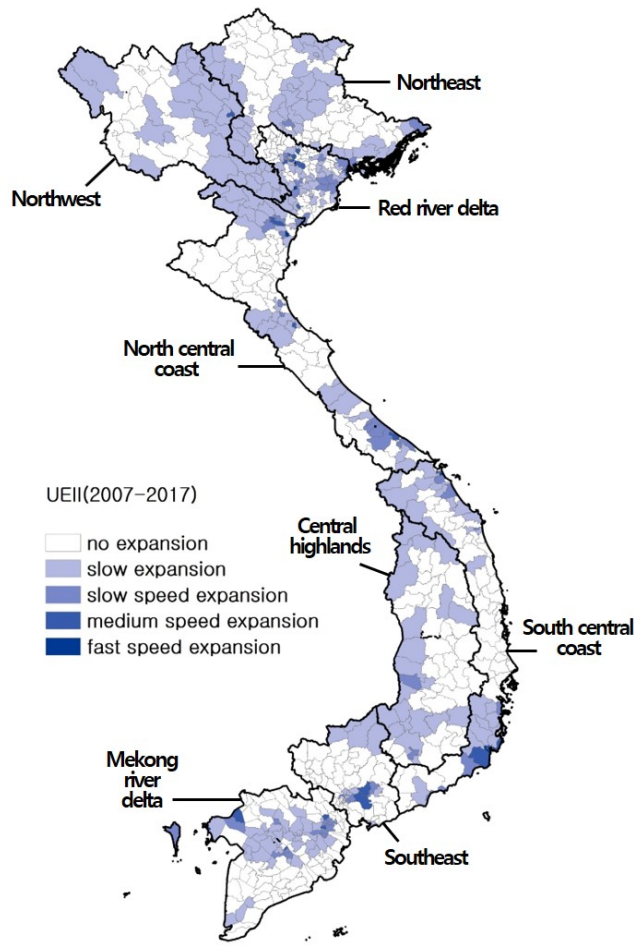 Northeast
Northwest
Red river delta
North central
coast
UEII(2007-2017)
no expansion
slow expansion
slow speed expansion
medium speed expansion
fast speed expansion
Central
highlands
South central
coast
Mekong
river
delta
Southeast